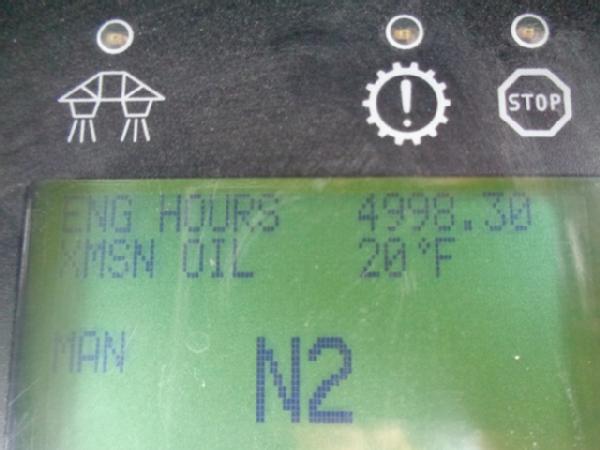 STOP
ENG HOURS 4998.30
XMSN OIL 20°F
MAN N2